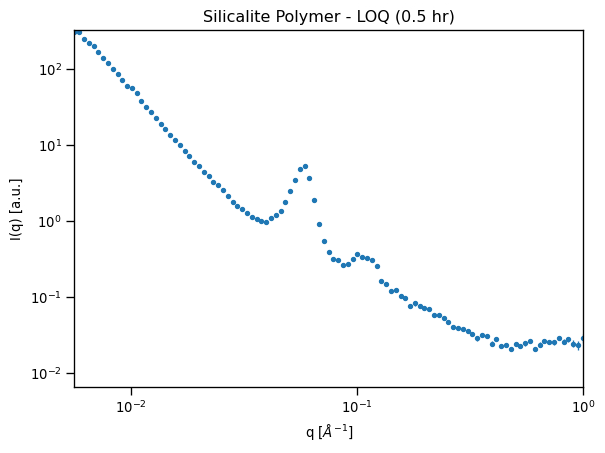 Silicalite Polymer - LOQ (0.5 hr)
I(q) [a.u.]
10²
10¹
10⁰
10⁻¹
10⁻²
10⁻² 10⁻¹ 10⁰
q [Å⁻¹]